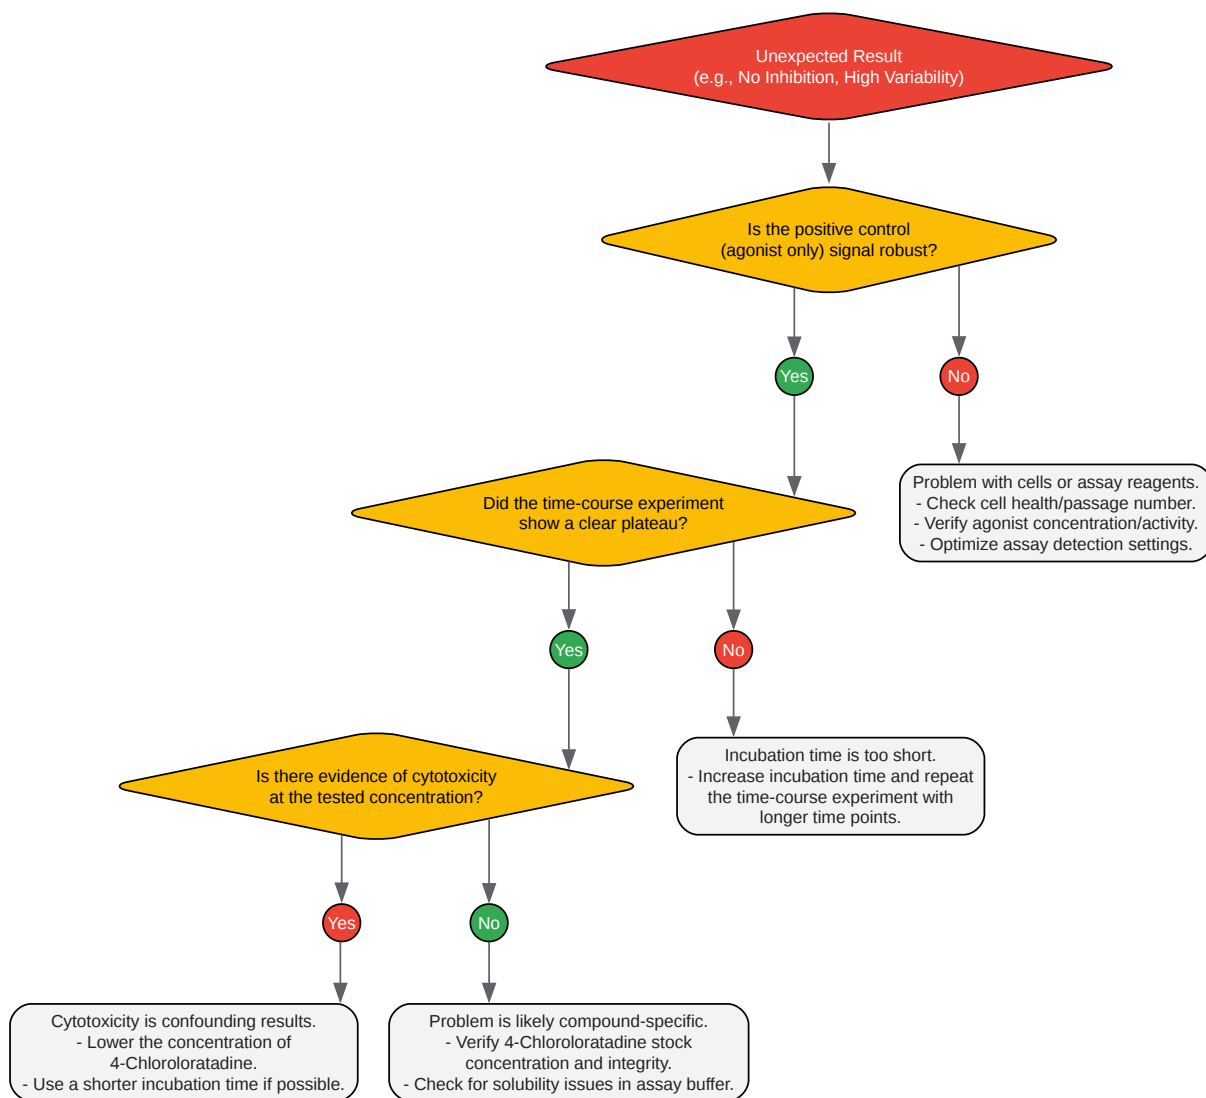 Unexpected Result
(e.g., No Inhibition, High Variability)
Is the positive control
(agonist only) signal robust?
Yes
No
Problem with cells or assay reagents.
- Check cell health/passage number.
- Verify agonist concentration/activity.
- Optimize assay detection settings.
Did the time-course experiment
show a clear plateau?
Yes
No
Incubation time is too short.
- Increase incubation time and repeat
the time-course experiment with
longer time points.
Is there evidence of cytotoxicity
at the tested concentration?
Yes
No
Cytotoxicity is confounding results.
- Lower the concentration of
4-Chloroloratadine.
- Use a shorter incubation time if possible.
Problem is likely compound-specific.
- Verify 4-Chloroloratadine stock
concentration and integrity.
- Check for solubility issues in assay buffer.